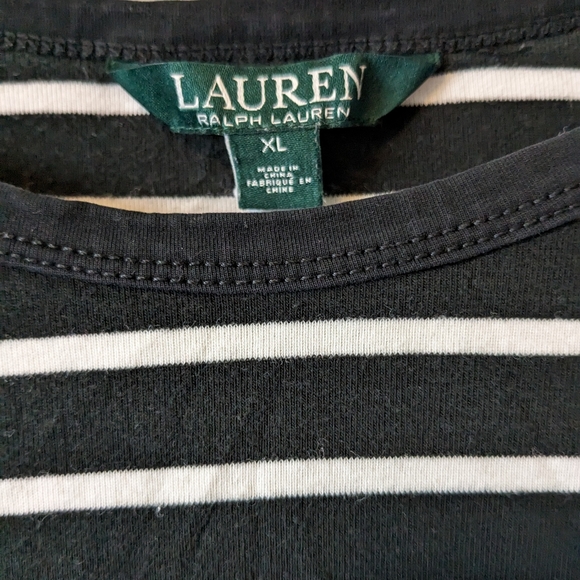 LAUREN
RALPH LAUREN
XL
MADE IN
CHINA
FABRIQUÉ EN
CHINE